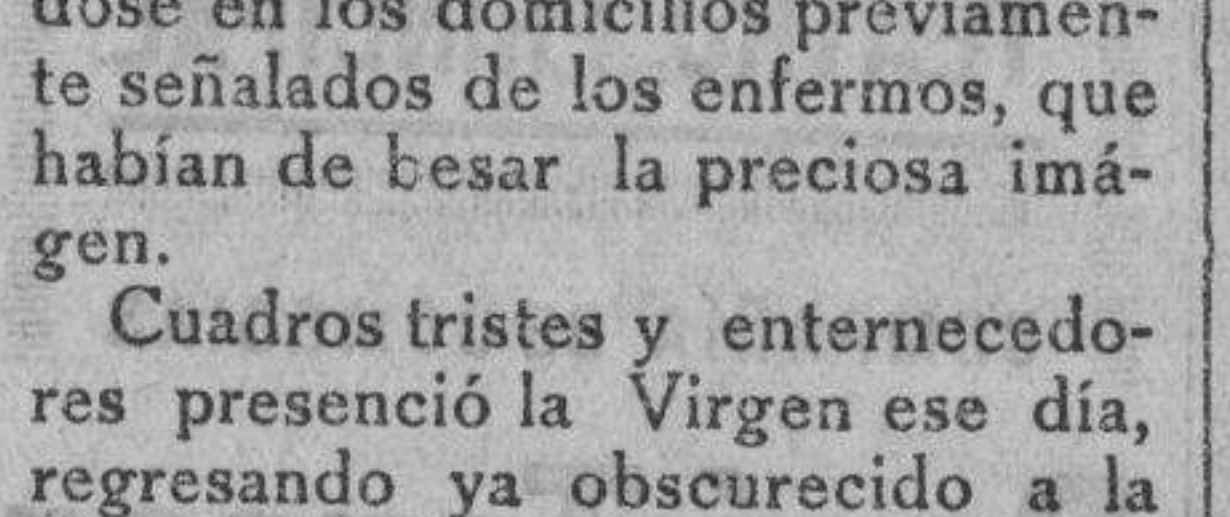 dose en los domicilios previamen-
te señalados de los enfermos, que
habían de besar la preciosa imá-
gen.
Cuadros tristes y enternecedo-
res presenció la Virgen ese día,
regresando ya obscurecido a la